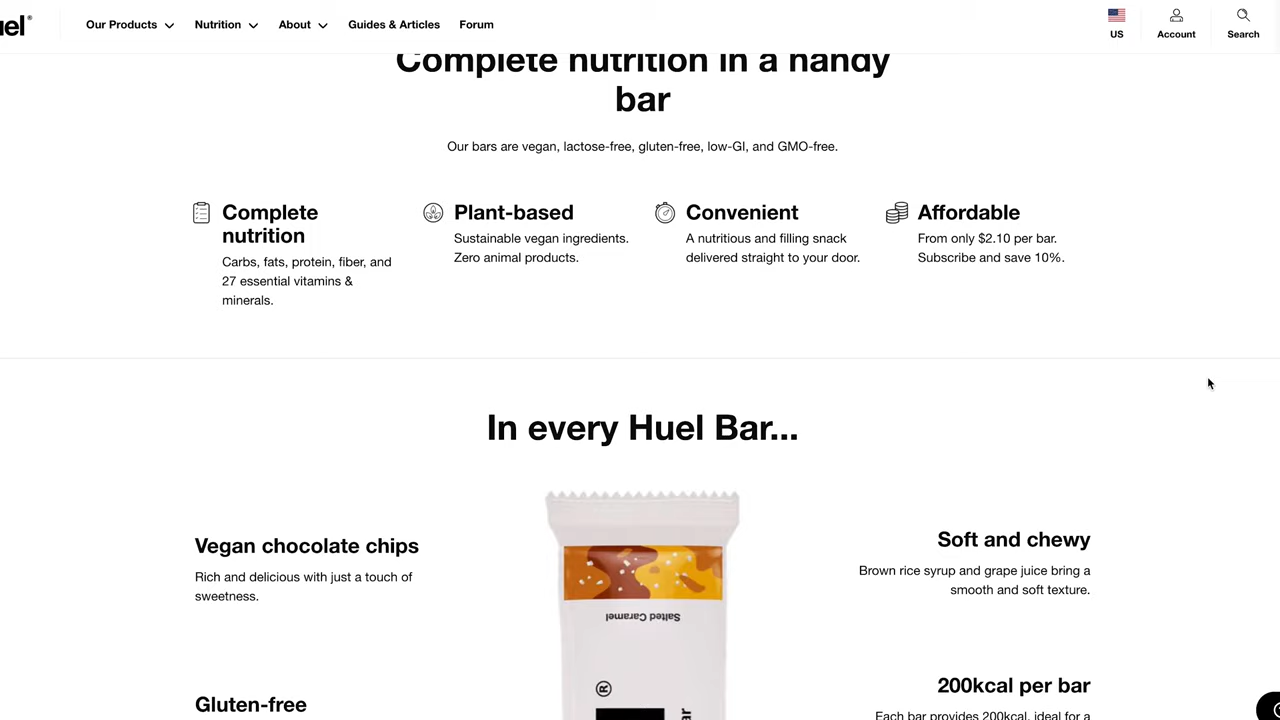 uel®
Our Products
Nutrition
About
Guides & Articles
Forum
US
Account
Search
Complete nutrition in a handy
bar
Our bars are vegan, lactose-free, gluten-free, low-GI, and GMO-free.
Complete
nutrition
Carbs, fats, protein, fiber, and
27 essential vitamins &
minerals.
Plant-based
Sustainable vegan ingredients.
Zero animal products.
Convenient
A nutritious and filling snack
delivered straight to your door.
Affordable
From only $2.10 per bar.
Subscribe and save 10%.
In every Huel Bar...
Vegan chocolate chips
Rich and delicious with just a touch of
sweetness.
Soft and chewy
Brown rice syrup and grape juice bring a
smooth and soft texture.
Salted Caramel
®
ar
Gluten-free
200kcal per bar
Each bar provides 200kcal, ideal for a